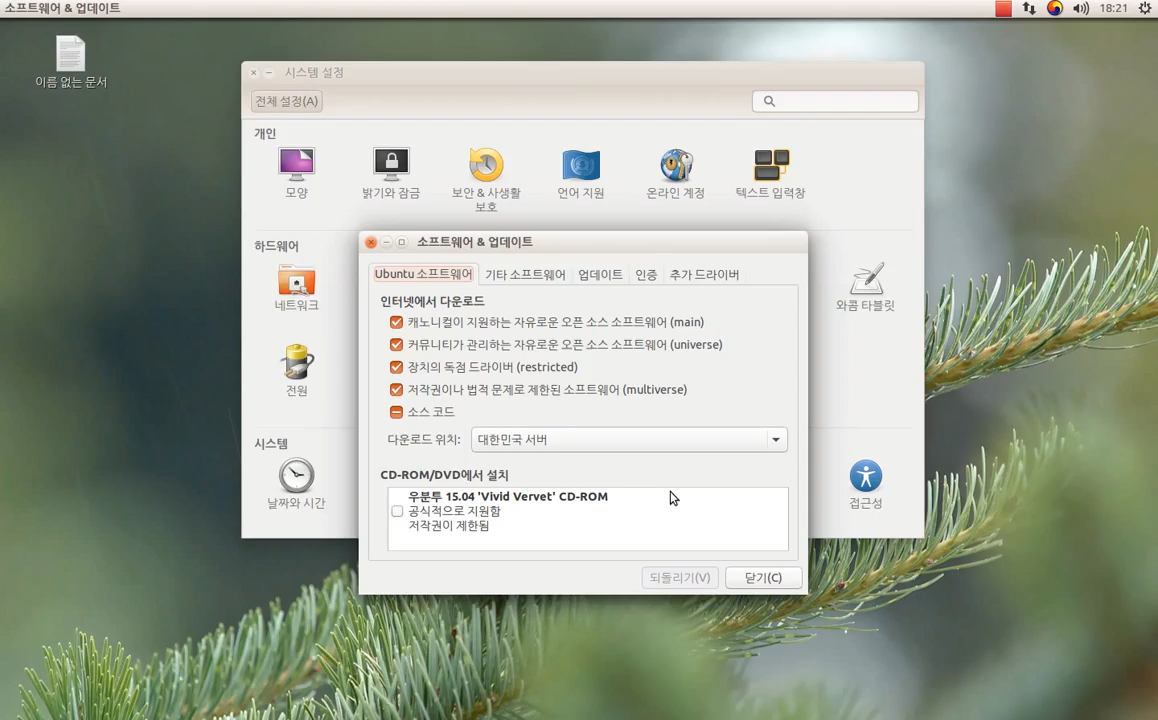 소프트웨어 & 업데이트
18:21
이름 없는 문서
시스템 설정
전체 설정(A)
개인
모양
밝기와 잠금
보안 & 사생활
보호
언어 지원
온라인 계정
텍스트 입력창
하드웨어
네트워크
와콤 타블릿
전원
시스템
날짜와 시간
접근성
소프트웨어 & 업데이트
Ubuntu 소프트웨어
기타 소프트웨어
업데이트
인증
추가 드라이버
인터넷에서 다운로드
캐노니컬이 지원하는 자유로운 오픈 소스 소프트웨어 (main)
커뮤니티가 관리하는 자유로운 오픈 소스 소프트웨어 (universe)
장치의 독점 드라이버 (restricted)
저작권이나 법적 문제로 제한된 소프트웨어 (multiverse)
소스 코드
다운로드 위치: 대한민국 서버
CD-ROM/DVD에서 설치
우분투 15.04 'Vivid Vervet' CD-ROM
공식적으로 지원함
저작권이 제한됨
되돌리기(V)
닫기(C)